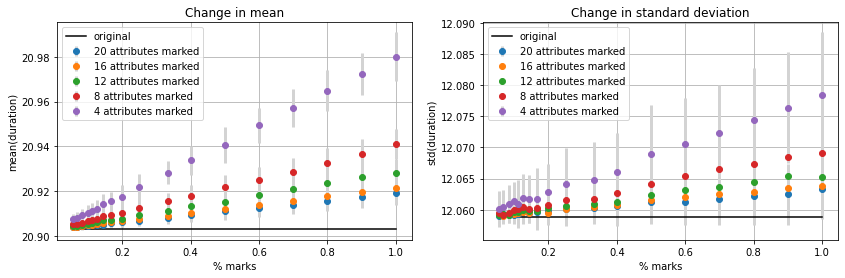 Change in mean
original
20 attributes marked
16 attributes marked
12 attributes marked
8 attributes marked
4 attributes marked
20.98
20.96
20.94
20.92
20.90
mean(duration)
0.2
0.4
0.6
0.8
1.0
% marks
Change in standard deviation
original
20 attributes marked
16 attributes marked
12 attributes marked
8 attributes marked
4 attributes marked
12.090
12.085
12.080
12.075
12.070
12.065
12.060
std(duration)
0.2
0.4
0.6
0.8
1.0
% marks